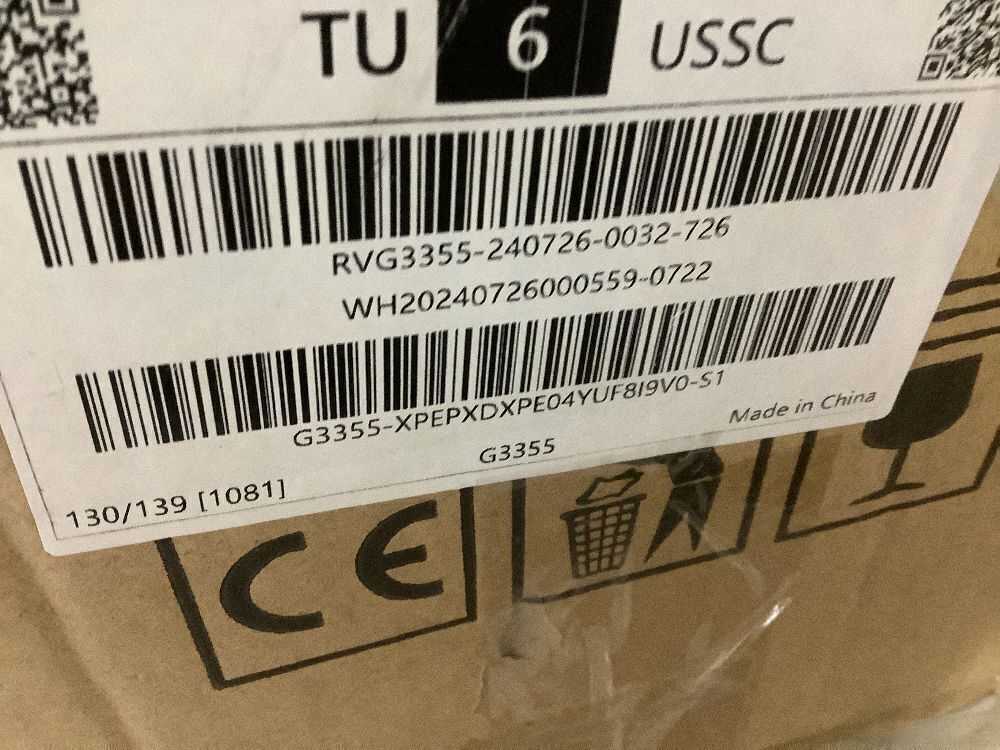 TU 6 USSC
RVG3355-240726-0032-726
WH20240726000559-0722
G3355-XPEPXDXPE04YUF8I9V0-S1
G3355
Made in China
130/139 [1081]
CE